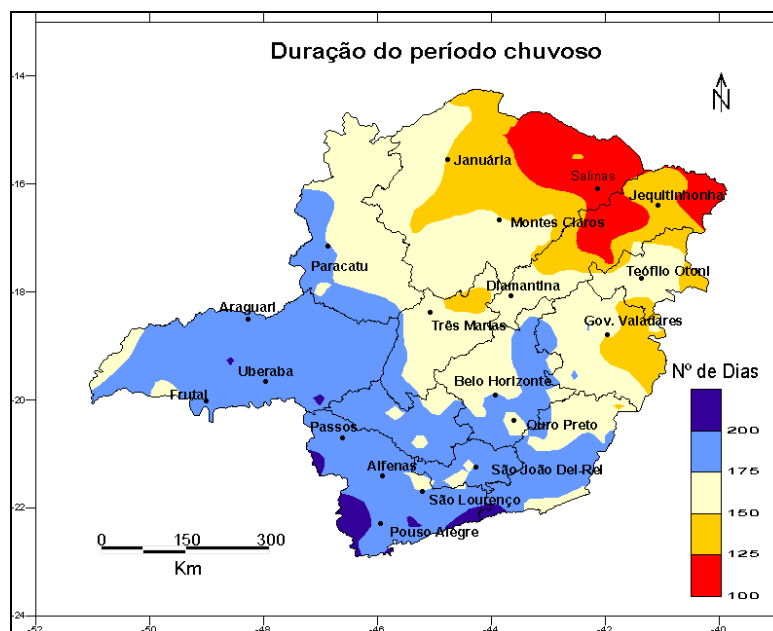 Duração do período chuvoso
N
-14
-16
-18
-20
-22
-24
-52
-50
-48
-46
-44
-42
-40
Januária
Salinas
Jequitinhonha
Montes Claros
Paracatu
Teófilo Otoni
Diamantina
Araguari
Três Marias
Gov. Valadares
Uberaba
Belo Horizonte
Frutal
Passos
Ouro Preto
Alfenas
São João Del-Rei
São Lourenço
Pouso Alegre
Nº de Dias
200
175
150
125
100
0 150 300
Km